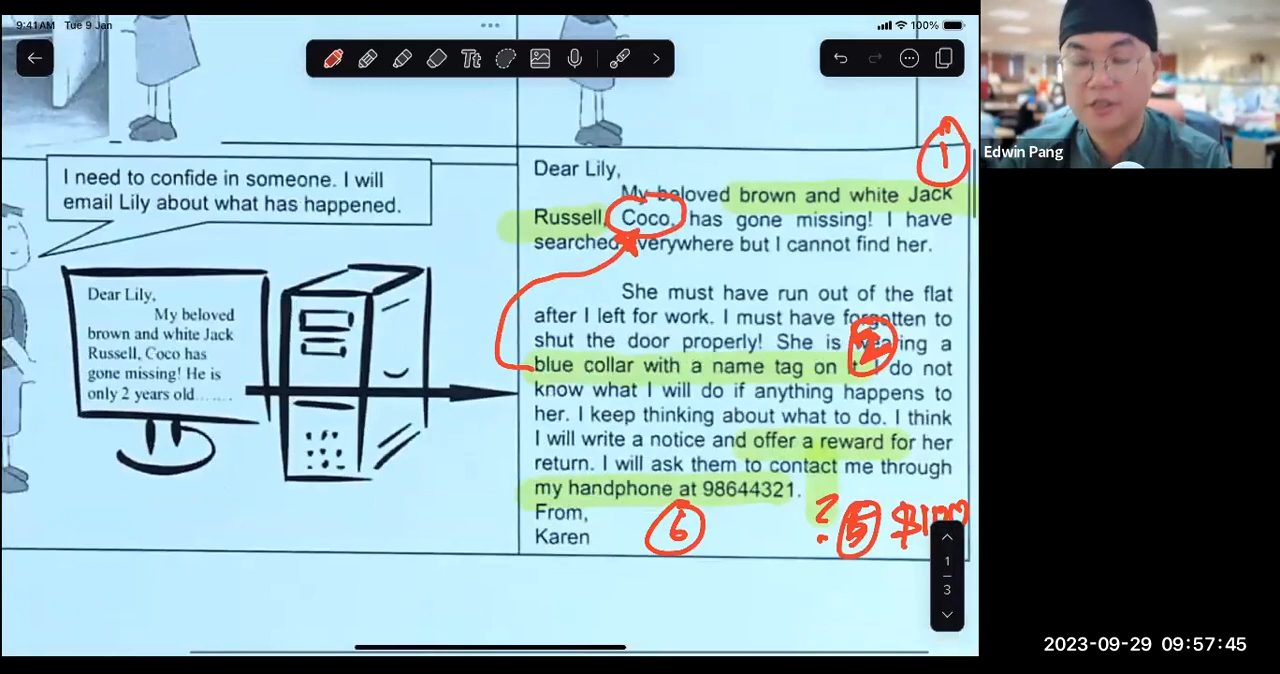 9:41AM Tue 9 Jan
100%
Tt
Edwin Pang
I need to confide in someone. I will
email Lily about what has happened.
Dear Lily,
My beloved
brown and white Jack
Russell, Coco has
gone missing! He is
only 2 years old.......
1
Dear Lily,
My beloved brown and white Jack
Russell, Coco, has gone missing! I have
searched everywhere but I cannot find her.
She must have run out of the flat
after I left for work. I must have forgotten to
shut the door properly! She is wearing a
2
blue collar with a name tag on it. I do not
know what I will do if anything happens to
her. I keep thinking about what to do. I think
I will write a notice and offer a reward for her
return. I will ask them to contact me through
my handphone at 98644321.
From,
Karen
6
? 5 $100
1
3
2023-09-29 09:57:45